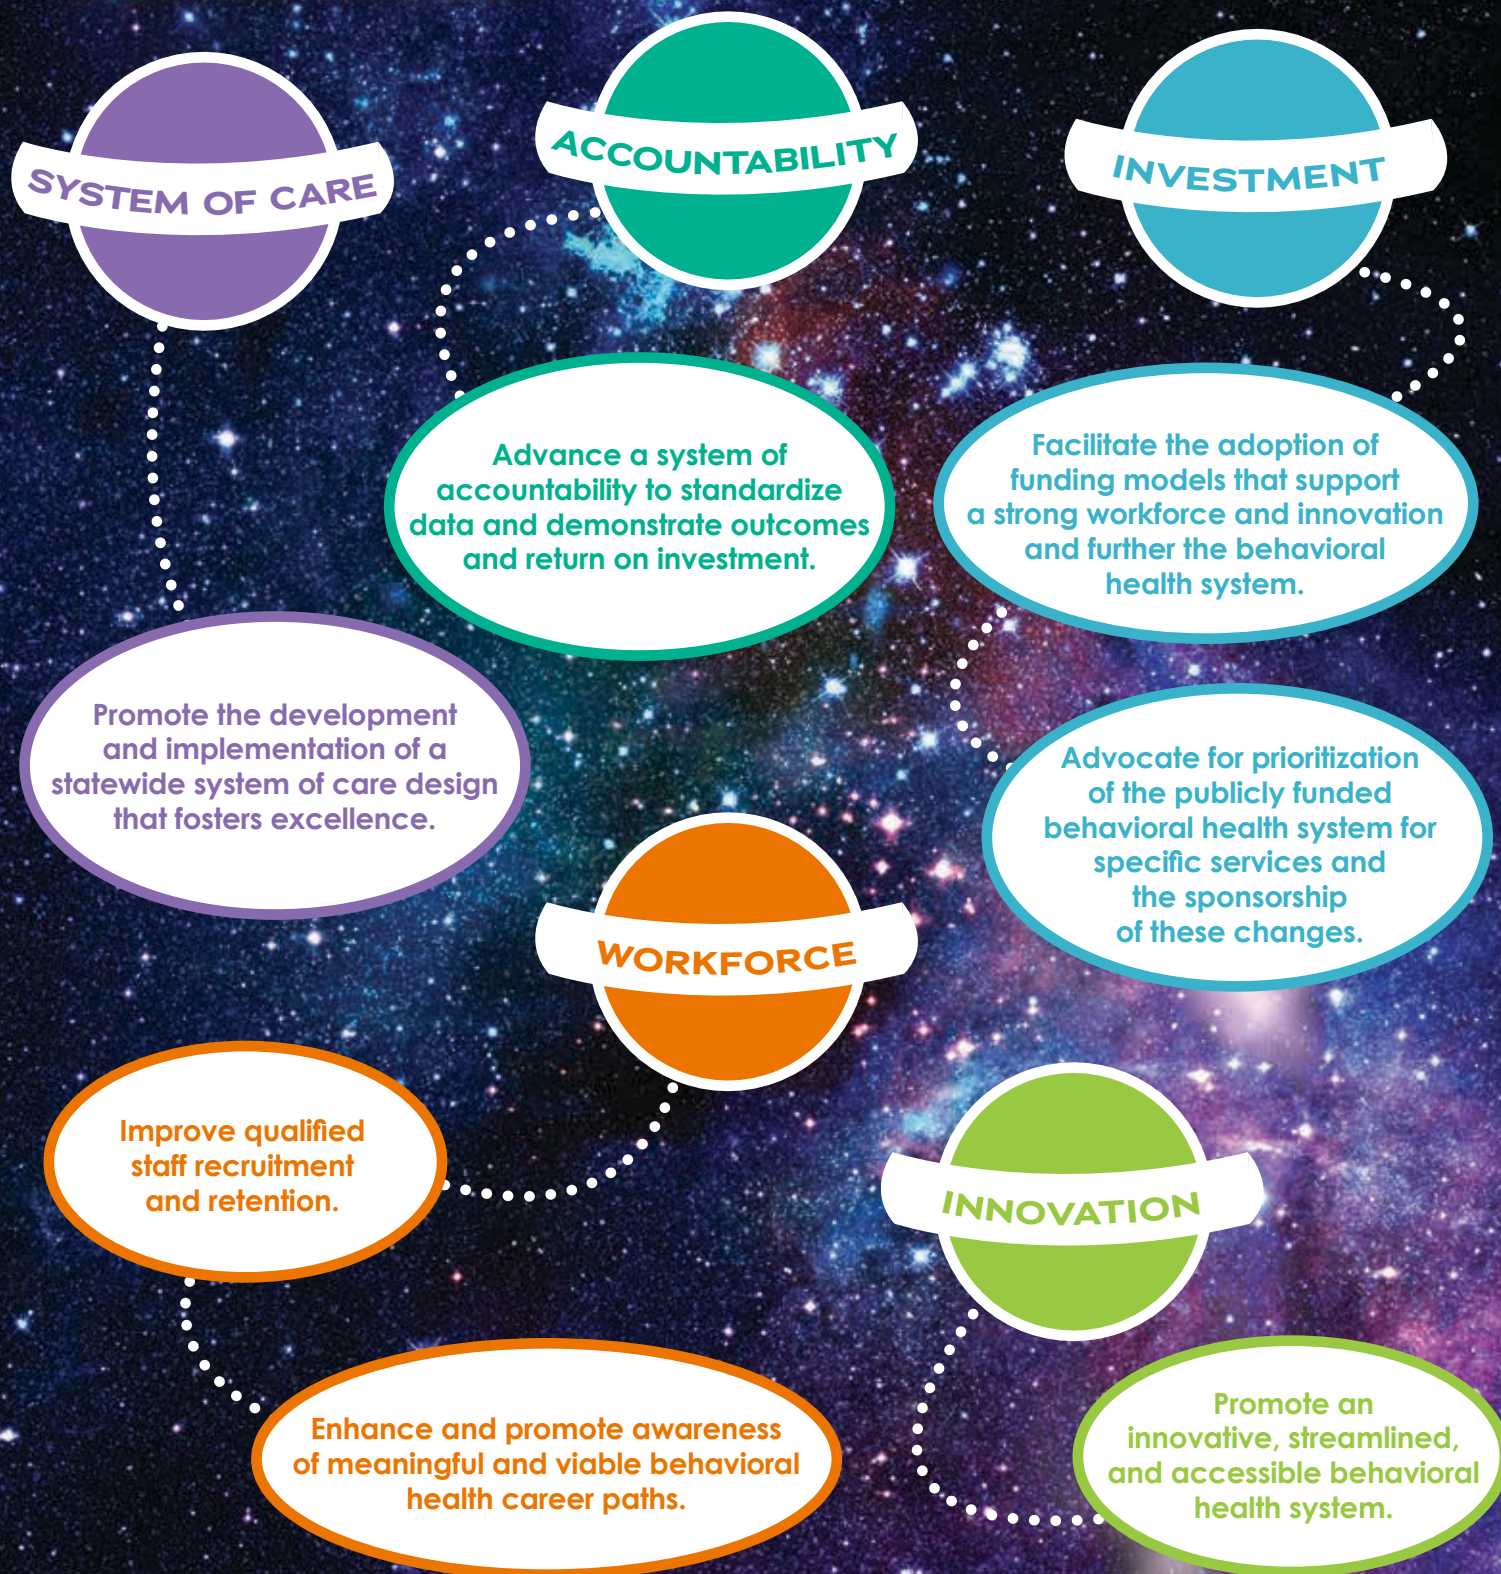 SYSTEM OF CARE
Promote the development
and implementation of a
statewide system of care design
that fosters excellence.
ACCOUNTABILITY
Advance a system of
accountability to standardize
data and demonstrate outcomes
and return on investment.
INVESTMENT
Facilitate the adoption of
funding models that support
a strong workforce and innovation
and further the behavioral
health system.
Advocate for prioritization
of the publicly funded
behavioral health system for
specific services and
the sponsorship
of these changes.
WORKFORCE
Improve qualified
staff recruitment
and retention.
Enhance and promote awareness
of meaningful and viable behavioral
health career paths.
INNOVATION
Promote an
innovative, streamlined,
and accessible behavioral
health system.